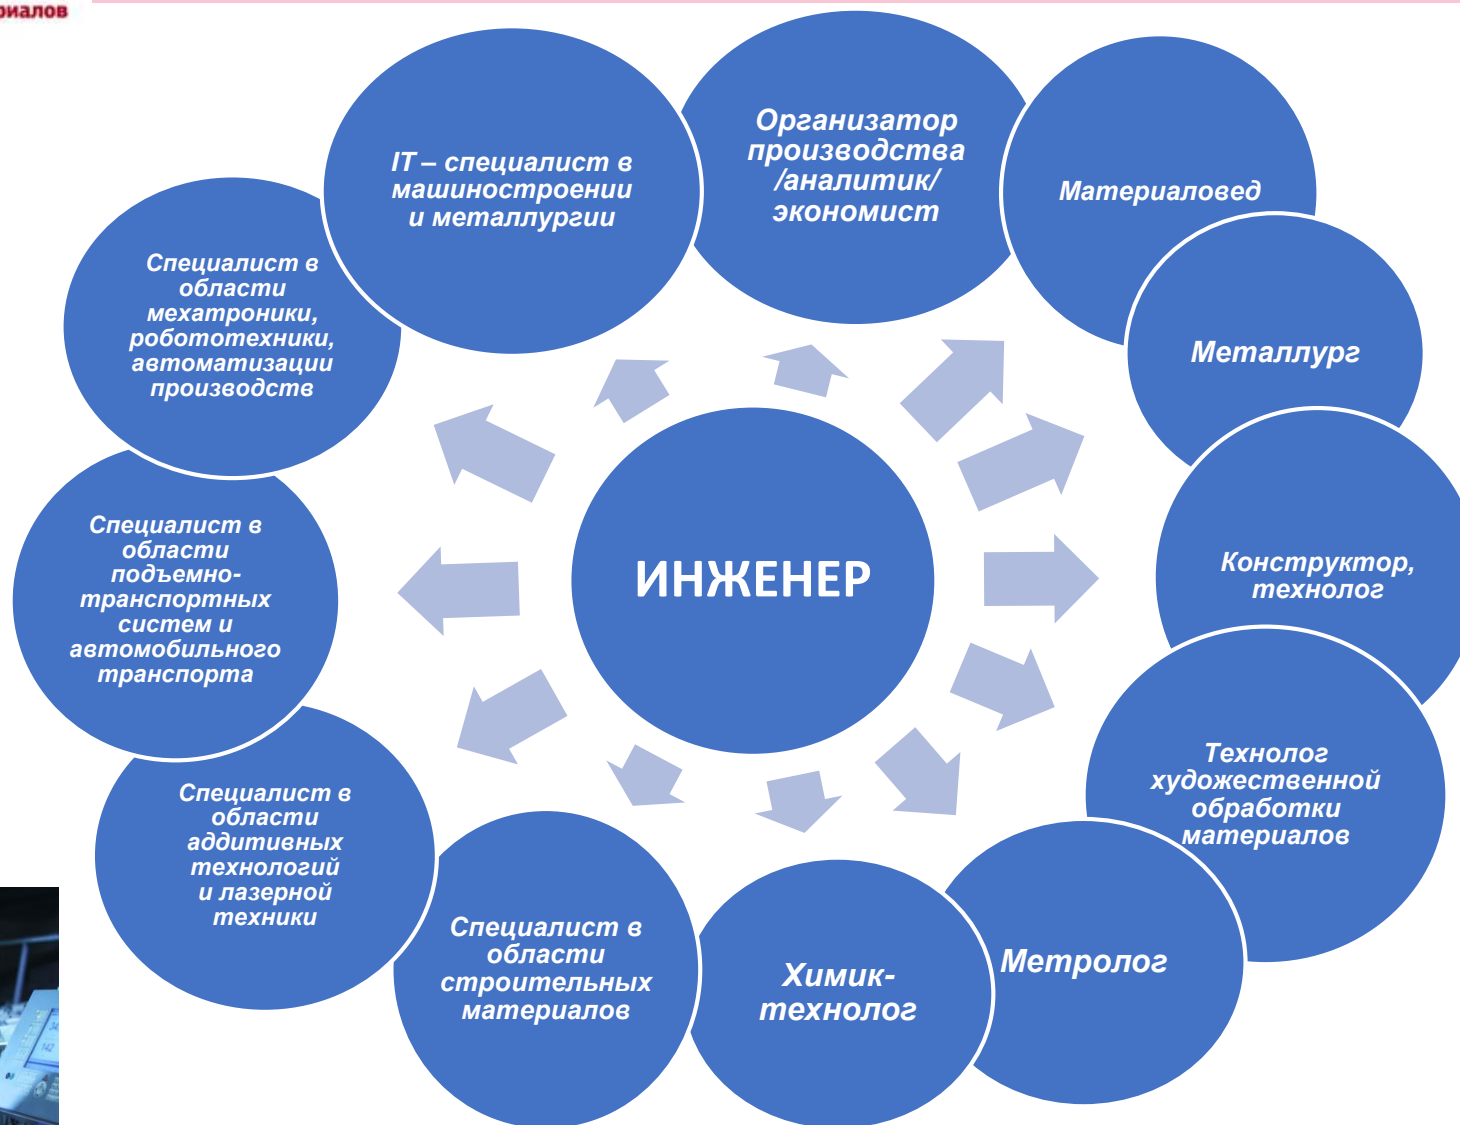 Организатор
производства
/аналитик/
экономист
Материаловед
Металлург
Конструктор,
технолог
Технолог
художественной
обработки
материалов
Метролог
Химик-
технолог
Специалист в
области
строительных
материалов
Специалист в
области
аддитивных
технологий
и лазерной
техники
Специалист в
области
подъемно-
транспортных
систем и
автомобильного
транспорта
Специалист в
области
мехатроники,
робототехники,
автоматизации
производств
IT – специалист в
машиностроении
и металлургии
ИНЖЕНЕР